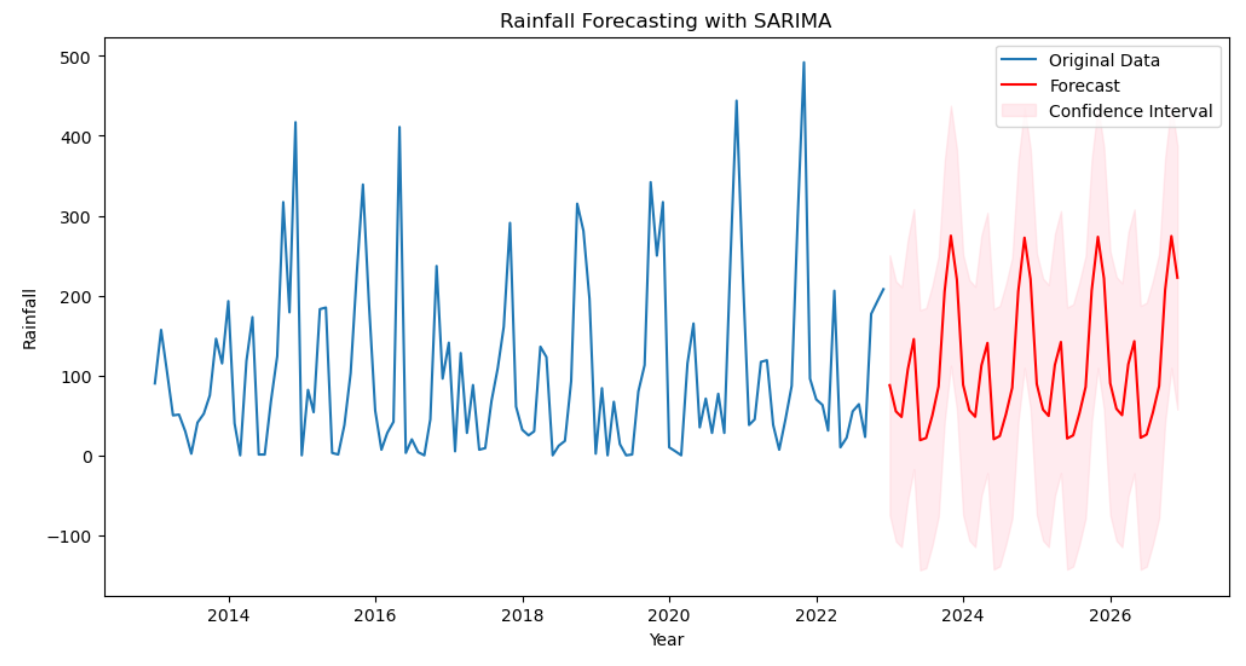 Rainfall Forecasting with SARIMA
Original Data
Forecast
Confidence Interval
Rainfall
500
400
300
200
100
0
−100
2014
2016
2018
2020
2022
2024
2026
Year